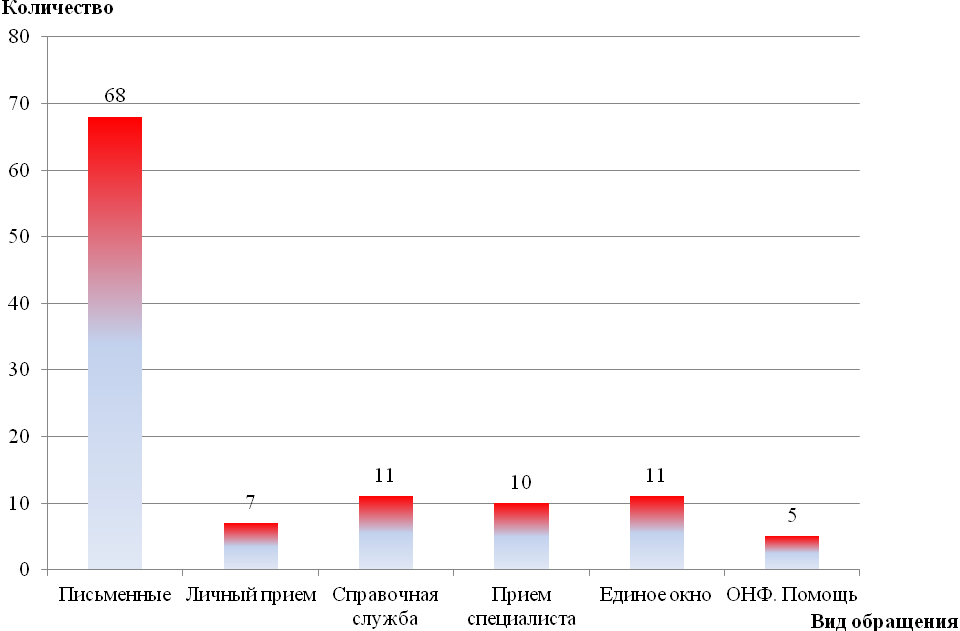 Количество
80
70
60
50
40
30
20
10
0
68
7
11
10
11
5
Письменные
Личный прием
Справочная
служба
Прием
специалиста
Единое окно
ОНФ. Помощь
Вид обращения